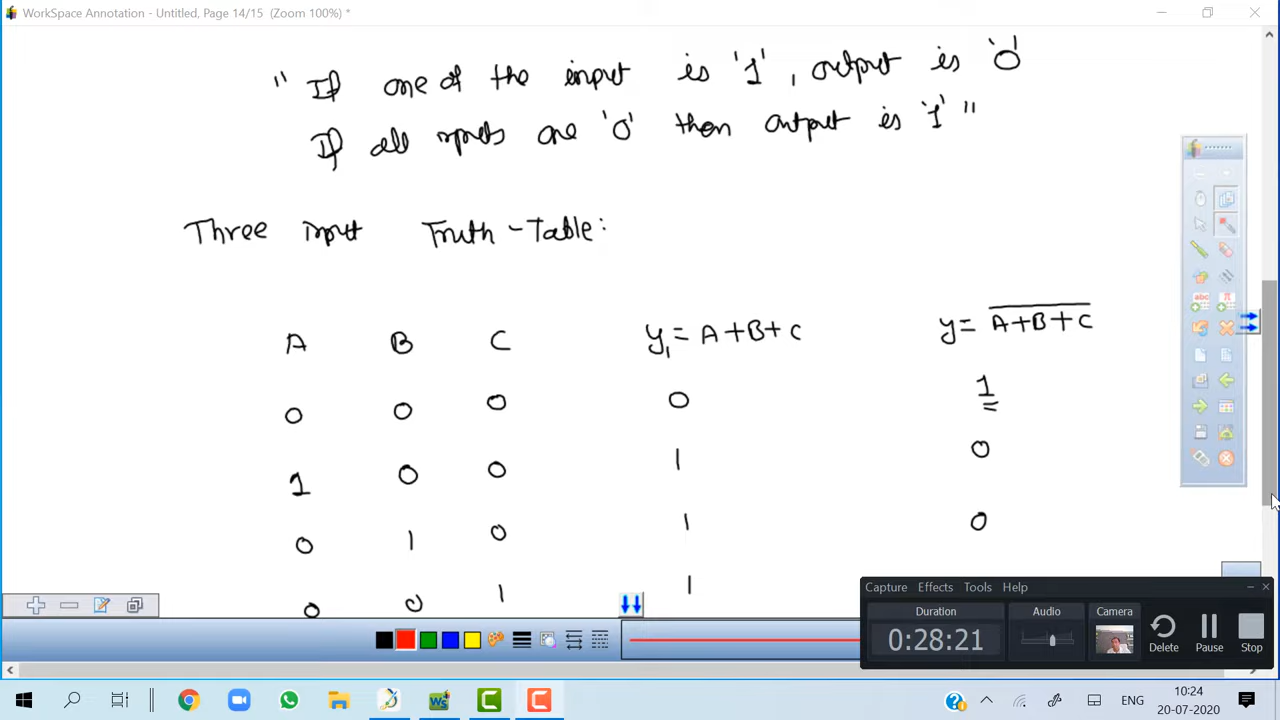 WorkSpace Annotation - Untitled, Page 14/15 (Zoom 100%) *
" If one of the input is '1', output is '0'
If all inputs are '0' then output is '1' "
Three input Truth-Table:
A B C y₁ = A+B+C y = \overline{A+B+C}
0 0 0 0 1
1 0 0 1 0
0 1 0 1 0
0 0 1 1
Capture Effects Tools Help
Duration Audio Camera
0:28:21 Delete Pause Stop
ENG 10:24
20-07-2020